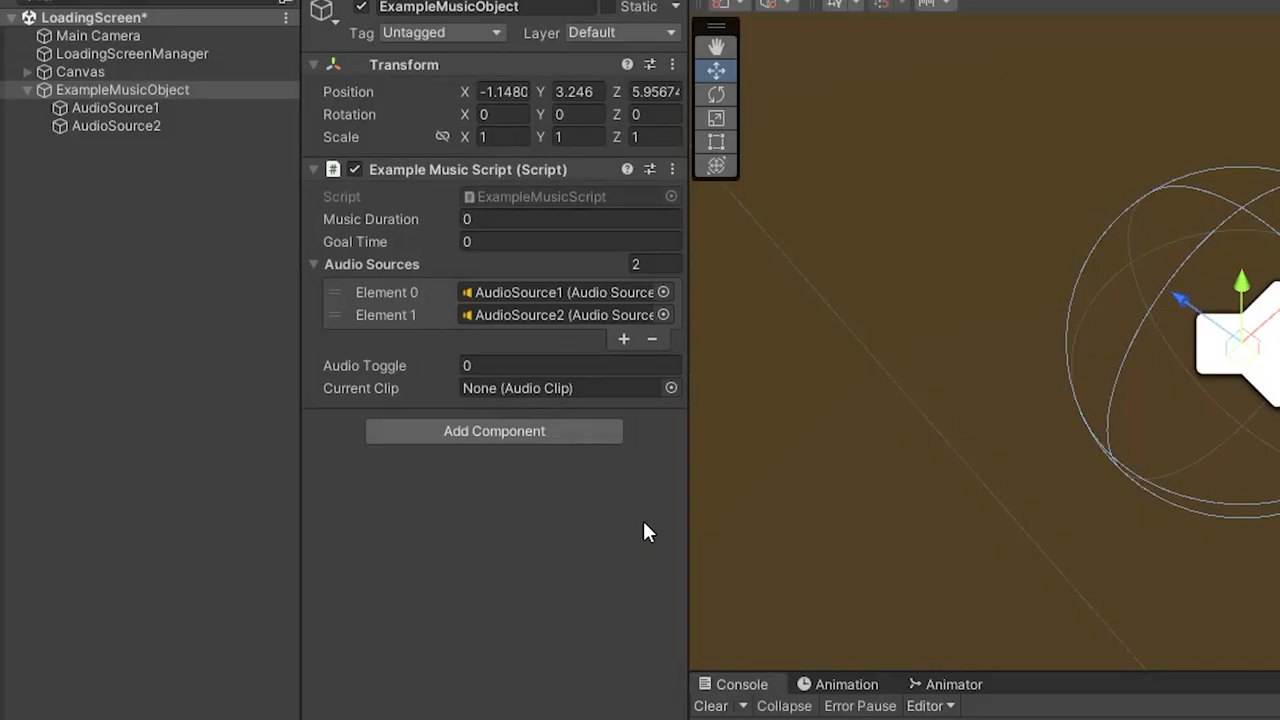 LoadingScreen*
Main Camera
LoadingScreenManager
Canvas
ExampleMusicObject
AudioSource1
AudioSource2
ExampleMusicObject Static
Tag Untagged Layer Default
Transform
Position X -1.1480 Y 3.246 Z 5.95674
Rotation X 0 Y 0 Z 0
Scale X 1 Y 1 Z 1
# Example Music Script (Script)
Script ExampleMusicScript
Music Duration 0
Goal Time 0
Audio Sources 2
Element 0 AudioSource1 (Audio Source
Element 1 AudioSource2 (Audio Source
+ −
Audio Toggle 0
Current Clip None (Audio Clip)
Add Component
Console Animation Animator
Clear Collapse Error Pause Editor